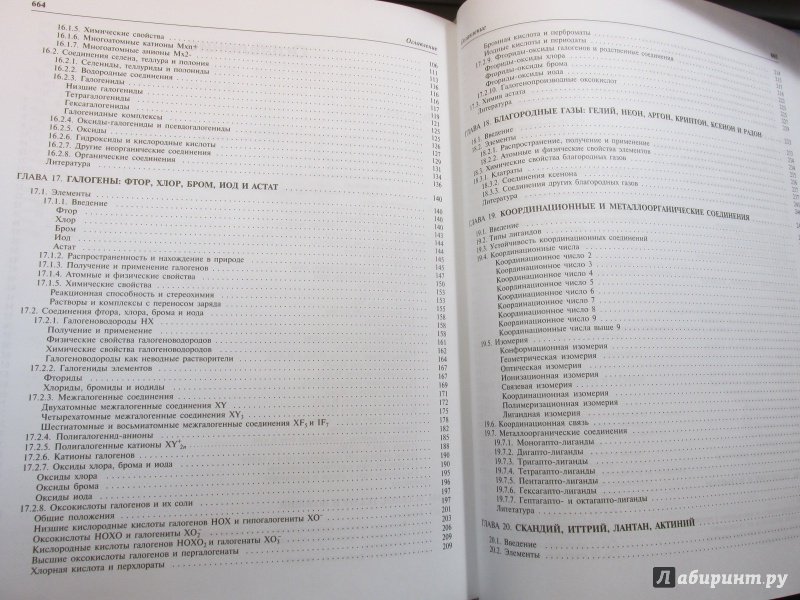 664
Оглавление
16.1.5. Химические свойства
16.1.6. Многоатомные катионы Mxn+
16.1.7. Многоатомные анионы Mx2-
16.2. Соединения селена, теллура и полония 106
16.2.1. Селениды, теллуриды и полониды 111
16.2.2. Водородные соединения 113
16.2.3. Галогениды 116
Низшие галогениды 116
Тетрагалогениды
Гексагалогениды
Галогенидные комплексы
16.2.4. Оксиды-галогениды и псевдогалогениды
16.2.5. Оксиды
16.2.6. Гидроксиды и кислородные кислоты
16.2.7. Другие неорганические соединения
16.2.8. Органические соединения
Литература
ГЛАВА 17. ГАЛОГЕНЫ: ФТОР, ХЛОР, БРОМ, ИОД И АСТАТ
17.1. Элементы
17.1.1. Введение
Фтор
Хлор
Бром
Иод
Астат
17.1.2. Распространенность и нахождение в природе
17.1.3. Получение и применение галогенов
17.1.4. Атомные и физические свойства
17.1.5. Химические свойства
Реакционная способность и стереохимия
Растворы и комплексы с переносом заряда
17.2. Соединения фтора, хлора, брома и иода
17.2.1. Галогеноводороды HX
Получение и применение
Физические свойства галогеноводородов
Химические свойства галогеноводородов
Галогеноводороды как неводные растворители
17.2.2. Галогениды элементов
Фториды
Хлориды, бромиды и иодиды
17.2.3. Межгалогенные соединения
Двухатомные межгалогенные соединения XY
Четырехатомные межгалогенные соединения XY₃
Шестиатомные и восьмиатомные межгалогенные соединения XF₅ и IF₇
17.2.4. Полигалогенид-анионы
17.2.5. Полигалогенные катионы XY⁺₂ₙ
17.2.6. Катионы галогенов
17.2.7. Оксиды хлора, брома и иода
Оксиды хлора
Оксиды брома
Оксиды иода
17.2.8. Оксокислоты галогенов и их соли
Общие положения
Низшие кислородные кислоты галогенов HOX и гипогалогениты XO⁻
Оксокислоты HOXO и галогениты XO₂⁻
Кислородные кислоты галогенов HOXO₂ и галогенаты XO₃⁻
Высшие оксокислоты галогенов и пергалогенаты
Хлорная кислота и перхлораты
Оглавление
Бромная кислота и перброматы
Иодные кислоты и периодаты
17.2.9. Фториды-оксиды галогенов и родственные соединения
Фториды-оксиды хлора
Фториды-оксиды брома
Фториды-оксиды иода
17.2.10. Галогенопроизводные оксокислот
17.3. Химия астата
Литература
ГЛАВА 18. БЛАГОРОДНЫЕ ГАЗЫ: ГЕЛИЙ, НЕОН, АРГОН, КРИПТОН, КСЕНОН И РАДОН
18.1. Введение
18.2. Элементы
18.2.1. Распространение, получение и применение
18.2.2. Атомные и физические свойства элементов
18.3. Химические свойства благородных газов
18.3.1. Клатраты
18.3.2. Соединения ксенона
18.3.3. Соединения других благородных газов
Литература
ГЛАВА 19. КООРДИНАЦИОННЫЕ И МЕТАЛЛООРГАНИЧЕСКИЕ СОЕДИНЕНИЯ
19.1. Введение
19.2. Типы лигандов
19.3. Устойчивость координационных соединений
19.4. Координационные числа
Координационное число 2
Координационное число 3
Координационное число 4
Координационное число 5
Координационное число 6
Координационное число 7
Координационное число 8
Координационное число 9
Координационные числа выше 9
19.5. Изомерия
Конформационная изомерия
Геометрическая изомерия
Оптическая изомерия
Ионизационная изомерия
Связевая изомерия
Координационная изомерия
Полимеризационная изомерия
Лигандная изомерия
19.6. Координационная связь
19.7. Металлоорганические соединения
19.7.1. Моногапто-лиганды
19.7.2. Дигапто-лиганды
19.7.3. Тригапто-лиганды
19.7.4. Тетрагапто-лиганды
19.7.5. Пентагапто-лиганды
19.7.6. Гексагапто-лиганды
19.7.7. Гептагапто- и октагапто-лиганды
Литература
ГЛАВА 20. СКАНДИЙ, ИТТРИЙ, ЛАНТАН, АКТИНИЙ
20.1. Введение
20.2. Элементы
Лабиринт.ру